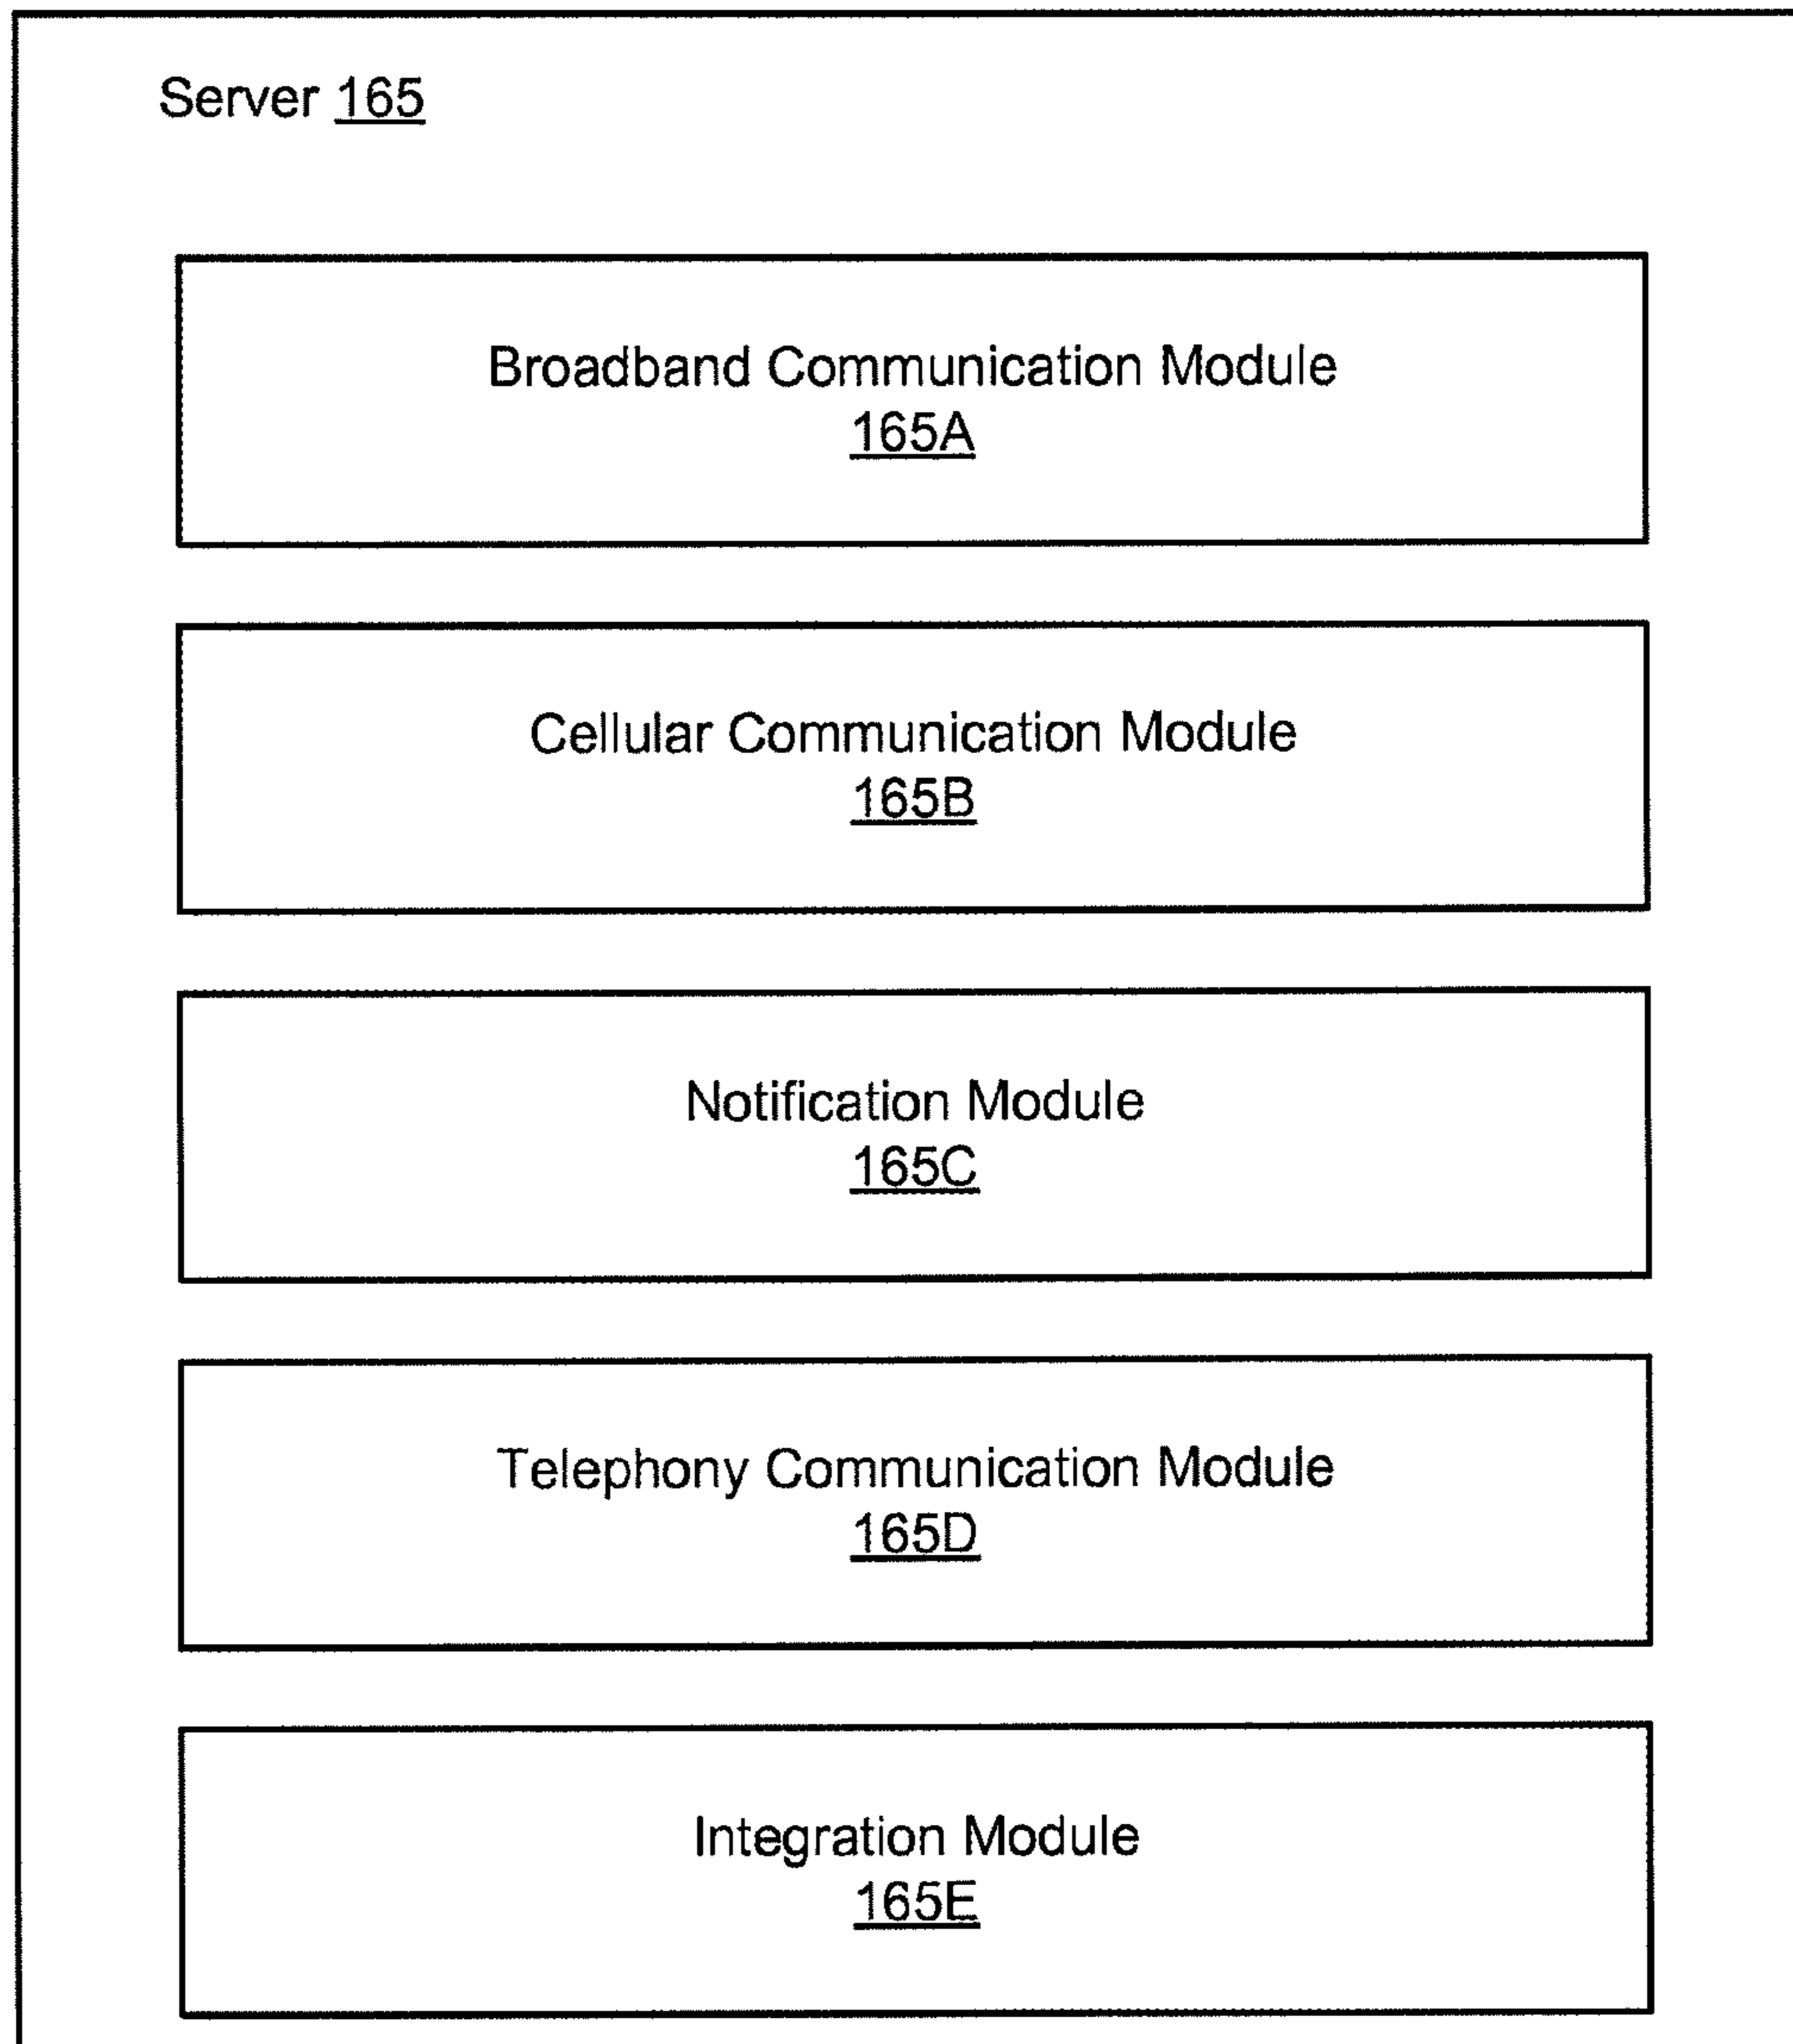 Server 165
Broadband Communication Module
165A
Cellular Communication Module
165B
Notification Module
165C
Telephony Communication Module
165D
Integration Module
165E